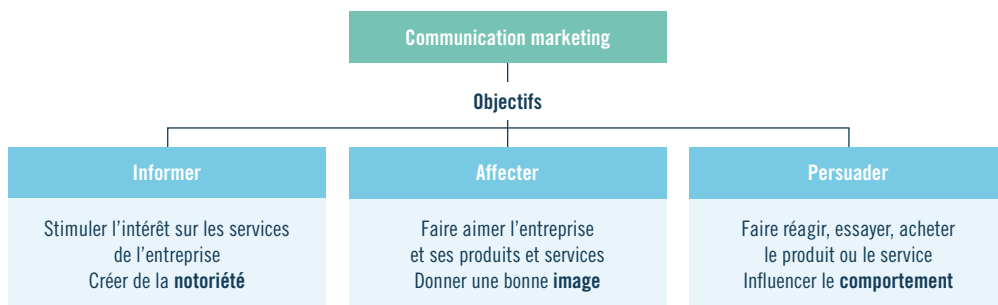 Communication marketing
Objectifs
Informer
Stimuler l’intérêt sur les services
de l’entreprise
Créer de la notoriété
Affecter
Faire aimer l’entreprise
et ses produits et services
Donner une bonne image
Persuader
Faire réagir, essayer, acheter
le produit ou le service
Influencer le comportement